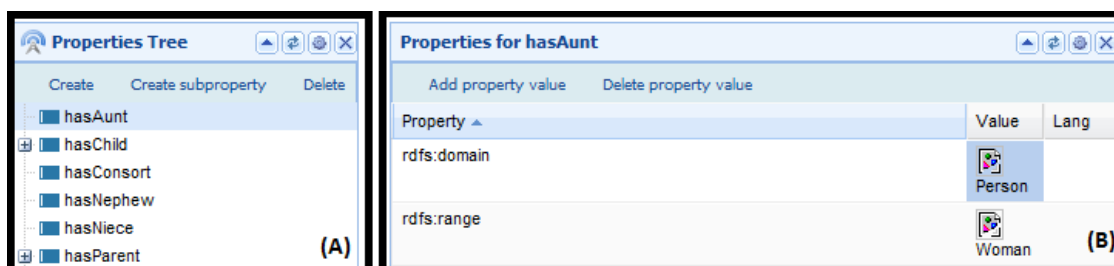 Properties Tree
Create Create subproperty Delete
hasAunt
hasChild
hasConsort
hasNephew
hasNiece
hasParent
(A)
Properties for hasAunt
Add property value Delete property value
Property Value Lang
rdfs:domain
Person
rdfs:range
Woman
(B)